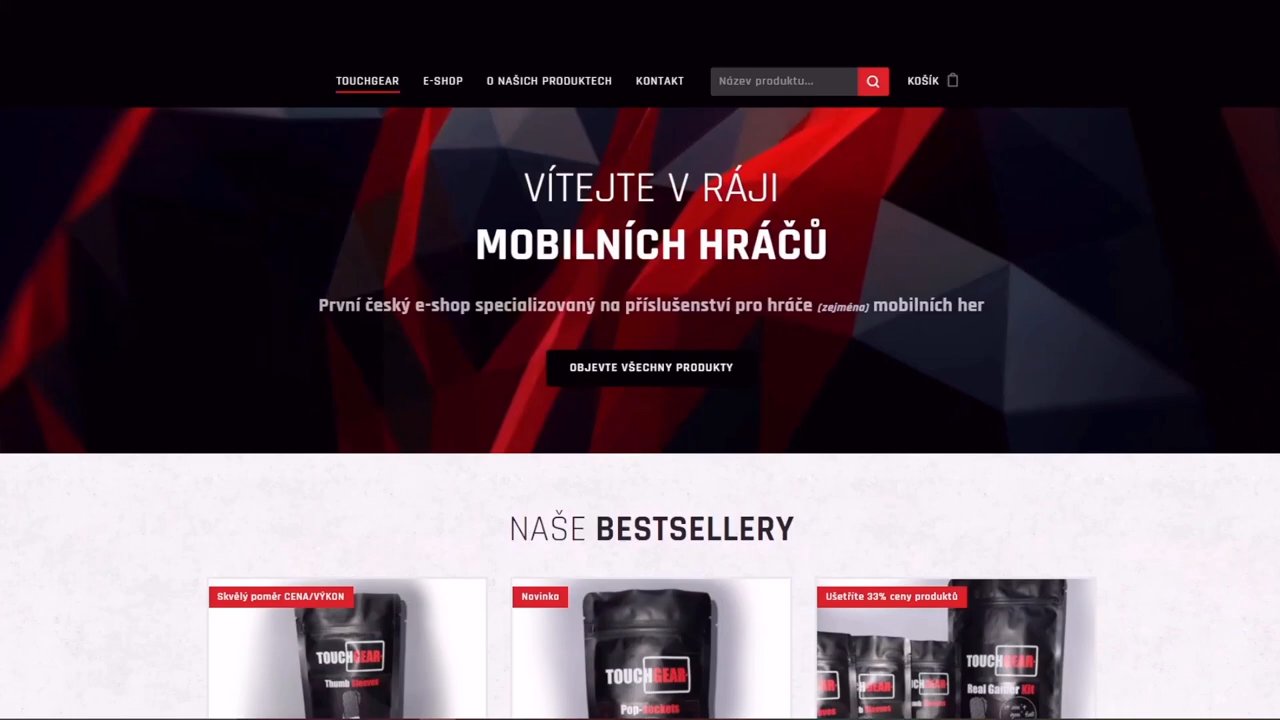 TOUCHGEAR E-SHOP O NAŠICH PRODUKTECH KONTAKT Název produktu... KOŠÍK
VÍTEJTE V RÁJI
MOBILNÍCH HRÁČŮ
První český e-shop specializovaný na příslušenství pro hráče (zejména) mobilních her
OBJEVTE VŠECHNY PRODUKTY
NAŠE BESTSELLERY
Skvělý poměr CENA/VÝKON
TOUCHGEAR
Thumb Sleeves
Novinka
TOUCHGEAR
Pop-Sockets
Ušetříte 33% ceny produktů
TOUCHGEAR
Real Gamer Kit